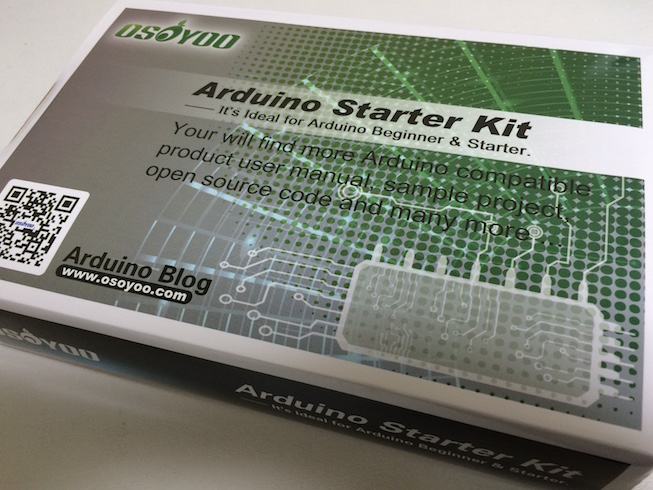 OSOYOO
Arduino Starter Kit
It's Ideal for Arduino Beginner & Starter.
Your will find more Arduino compatible
product user manual, sample project,
open source code and many more ...
Arduino Blog
www.osoyoo.com
OSOYOO
Arduino Starter Kit
It's Ideal for Arduino Beginner & Starter.